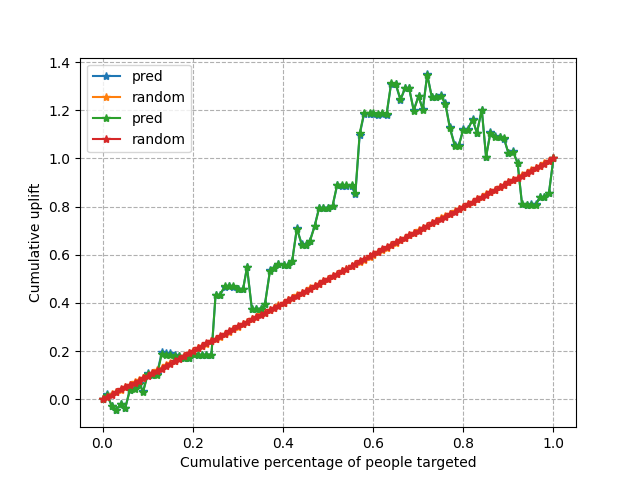 1.4
1.2
1.0
0.8
0.6
0.4
0.2
0.0
Cumulative uplift
pred
random
pred
random
0.0 0.2 0.4 0.6 0.8 1.0
Cumulative percentage of people targeted